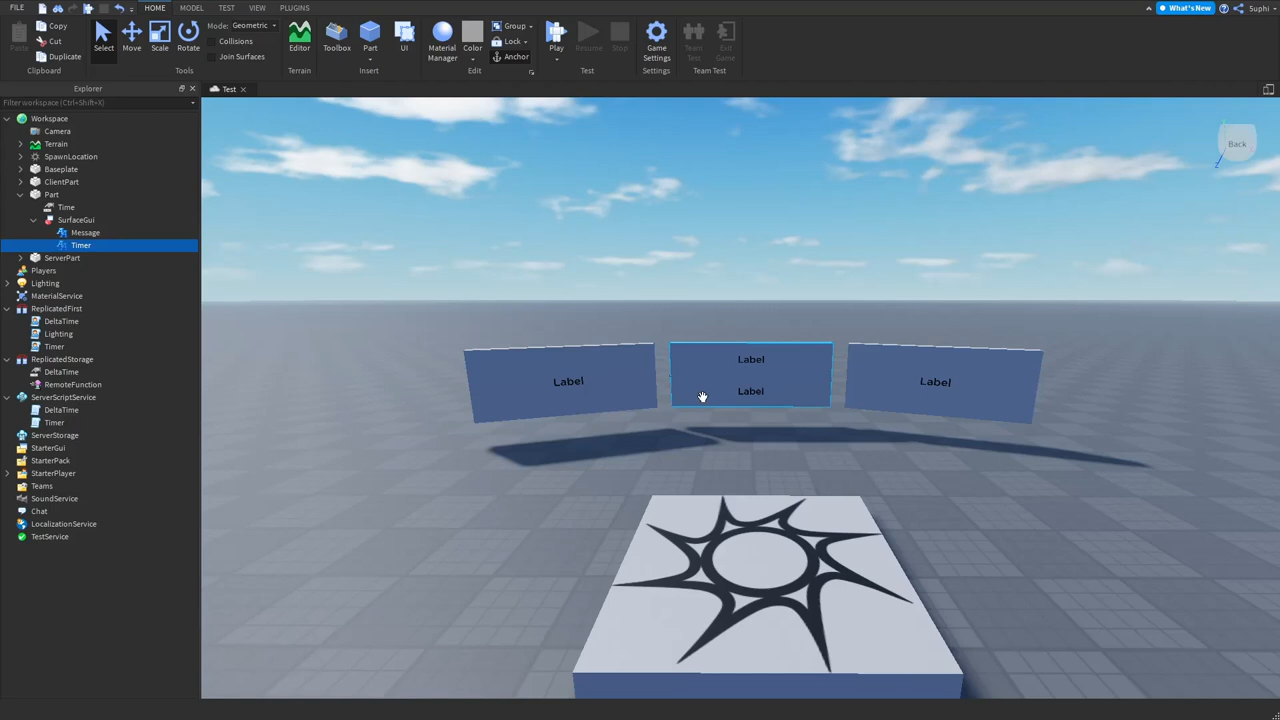 FILE
HOME
MODEL
TEST
VIEW
PLUGINS
What's New
Suphi
Paste
Copy
Cut
Duplicate
Clipboard
Select
Move
Scale
Rotate
Mode: Geometric
Collisions
Join Surfaces
Tools
Editor
Terrain
Toolbox
Part
UI
Insert
Material
Manager
Color
Group
Lock
Anchor
Edit
Play
Resume
Stop
Test
Game
Settings
Settings
Team
Test
Exit
Game
Team Test
Explorer
Filter workspace (Ctrl+Shift+X)
Workspace
Camera
Terrain
SpawnLocation
Baseplate
ClientPart
Part
Time
SurfaceGui
Message
Timer
ServerPart
Players
Lighting
MaterialService
ReplicatedFirst
DeltaTime
Lighting
Timer
ReplicatedStorage
DeltaTime
RemoteFunction
ServerScriptService
DeltaTime
Timer
ServerStorage
StarterGui
StarterPack
StarterPlayer
Teams
SoundService
Chat
LocalizationService
TestService
Test
Back
Label
Label
Label
Label